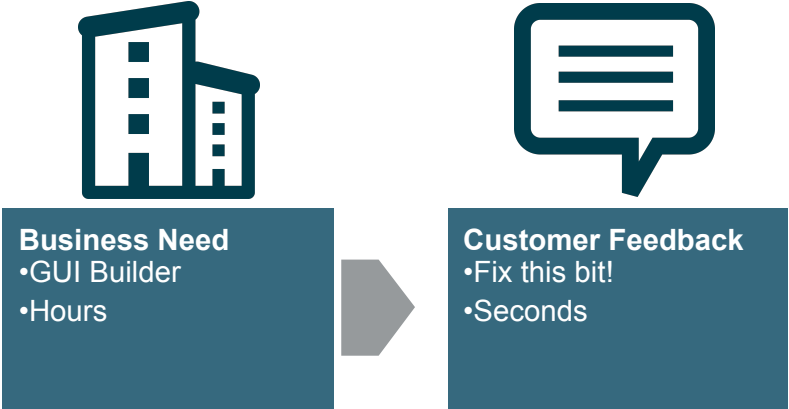 Business Need
•GUI Builder
•Hours
Customer Feedback
•Fix this bit!
•Seconds